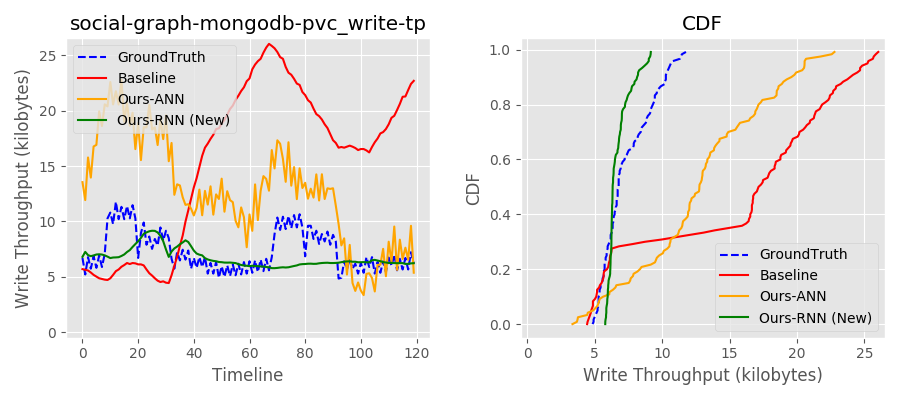 social-graph-mongodb-pvc_write-tp
Write Throughput (kilobytes)
25
20
15
10
5
0
GroundTruth
Baseline
Ours-ANN
Ours-RNN (New)
0
20
40
60
80
100
120
Timeline
CDF
CDF
1.0
0.8
0.6
0.4
0.2
0.0
GroundTruth
Baseline
Ours-ANN
Ours-RNN (New)
0
5
10
15
20
25
Write Throughput (kilobytes)